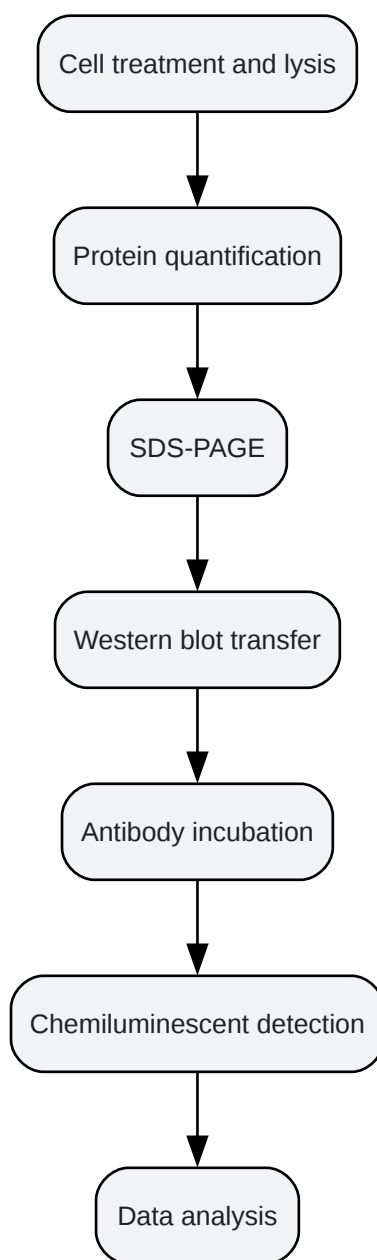 Cell treatment and lysis
Protein quantification
SDS-PAGE
Western blot transfer
Antibody incubation
Chemiluminescent detection
Data analysis